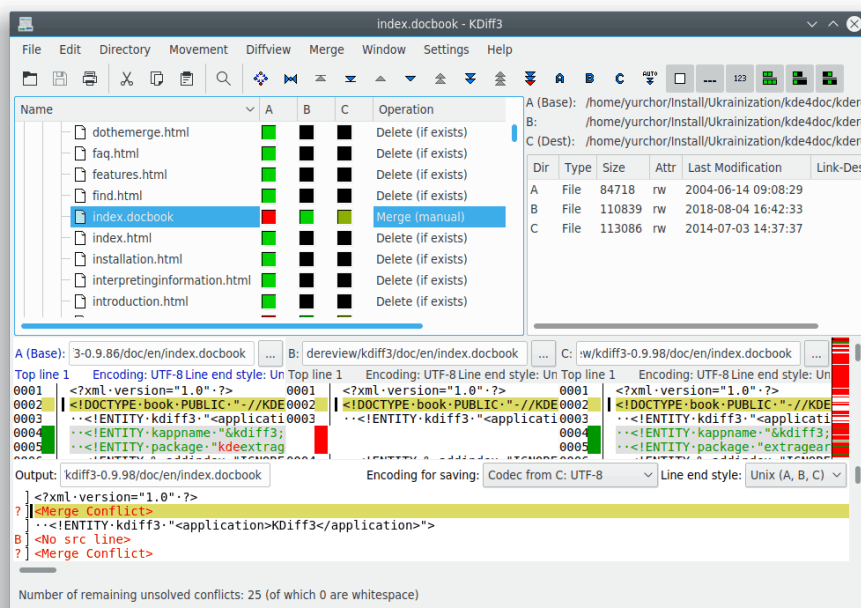 index.docbook - KDiff3
File Edit Directory Movement Diffview Merge Window Settings Help
A B C AUTO 123
Name A B C Operation
dothemerge.html Delete (if exists)
faq.html Delete (if exists)
features.html Delete (if exists)
find.html Delete (if exists)
index.docbook Merge (manual)
index.html Delete (if exists)
installation.html Delete (if exists)
interpretinginformation.html Delete (if exists)
introduction.html Delete (if exists)
A (Base): /home/yurchor/Install/Ukrainization/kde4doc/kdere
B: /home/yurchor/Install/Ukrainization/kde4doc/kdere
C (Dest): /home/yurchor/Install/Ukrainization/kde4doc/kdere
Dir Type Size Attr Last Modification Link-Des
A File 84718 rw 2004-06-14 09:08:29
B File 110839 rw 2018-08-04 16:42:33
C File 113086 rw 2014-07-03 14:37:37
A (Base): 3-0.9.86/doc/en/index.docbook ... B: dereview/kdiff3/doc/en/index.docbook ... C: :w/kdiff3-0.9.98/doc/en/index.docbook ...
Top line 1 Encoding: UTF-8 Line end style: Un Top line 1 Encoding: UTF-8 Line end style: Un Top line 1 Encoding: UTF-8 Line end style: Un
0001 <?xml·version="1.0"·?> 0001 <?xml·version="1.0"·?> 0001 <?xml·version="1.0"·?>
0002 <!DOCTYPE·book·PUBLIC·"-//KDE 0002 <!DOCTYPE·book·PUBLIC·"-//KDE 0002 <!DOCTYPE·book·PUBLIC·"-//KDE
0003 ··<!ENTITY·kdiff3·"<applicati 0003 ··<!ENTITY·kdiff3·"<applicati 0003 ··<!ENTITY·kdiff3·"<applicati
0004 ··<!ENTITY·kappname·"&kdiff3; 0004 ··<!ENTITY·kappname·"&kdiff3;
0005 ··<!ENTITY·package·"kdeextrag 0005 ··<!ENTITY·package·"extragear
Output: kdiff3-0.9.98/doc/en/index.docbook Encoding for saving: Codec from C: UTF-8 Line end style: Unix (A, B, C)
] <?xml·version="1.0"·?>
? ] <Merge Conflict>
] ··<!ENTITY·kdiff3·"<application>KDiff3</application>">
B ] <No src line>
? ] <Merge Conflict>
Number of remaining unsolved conflicts: 25 (of which 0 are whitespace)